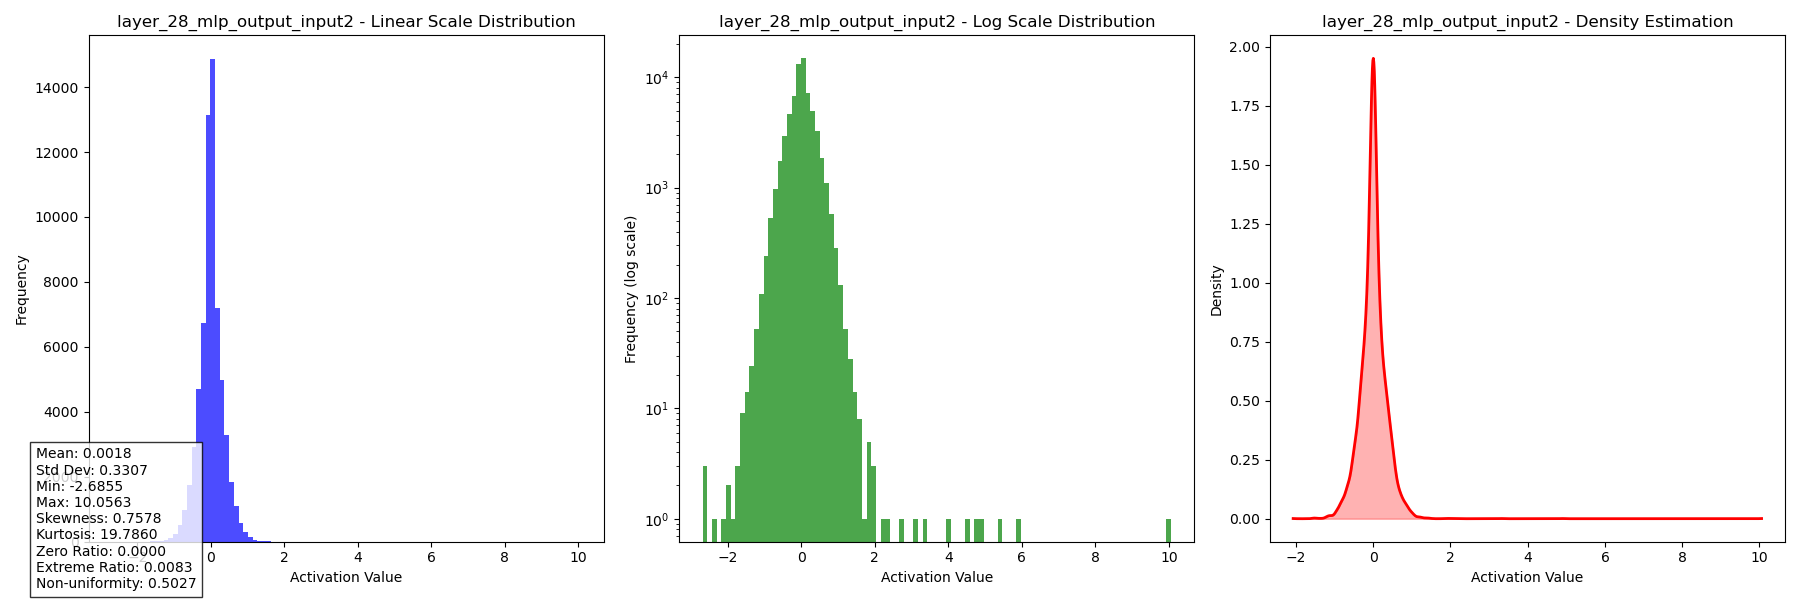 layer_28_mlp_output_input2 - Linear Scale Distribution
Frequency
14000
12000
10000
8000
6000
4000
2000
0
0 2 4 6 8 10
Activation Value
Mean: 0.0018
Std Dev: 0.3307
Min: -2.6855
Max: 10.0563
Skewness: 0.7578
Kurtosis: 19.7860
Zero Ratio: 0.0000
Extreme Ratio: 0.0083
Non-uniformity: 0.5027
layer_28_mlp_output_input2 - Log Scale Distribution
Frequency (log scale)
10⁴
10³
10²
10¹
10⁰
−2 0 2 4 6 8 10
Activation Value
layer_28_mlp_output_input2 - Density Estimation
Density
2.00
1.75
1.50
1.25
1.00
0.75
0.50
0.25
0.00
−2 0 2 4 6 8 10
Activation Value